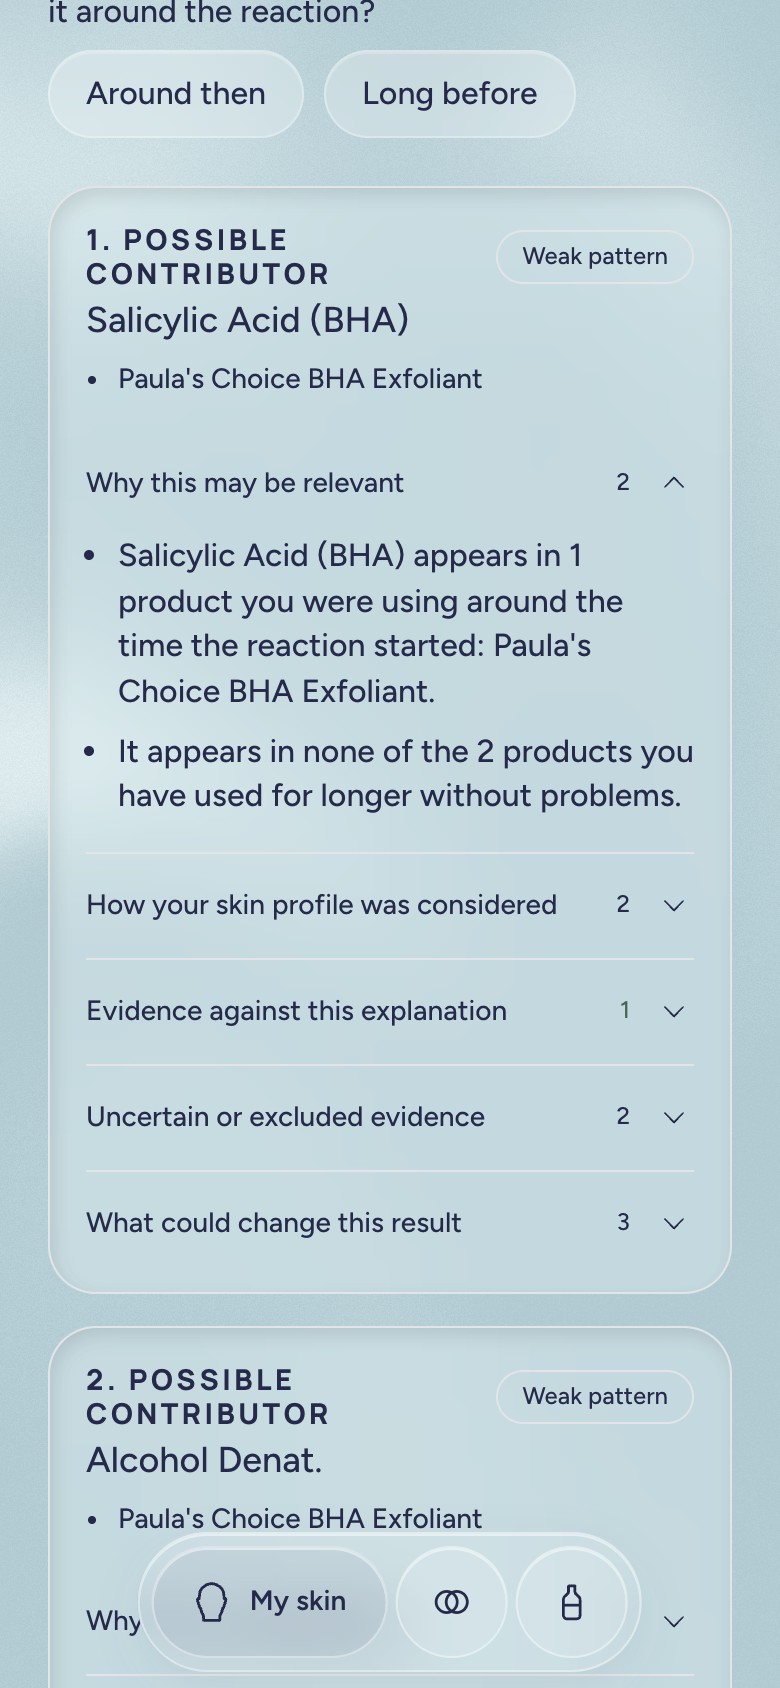 it around the reaction?
Around then
Long before
1. POSSIBLE
CONTRIBUTOR
Weak pattern
Salicylic Acid (BHA)
• Paula's Choice BHA Exfoliant
Why this may be relevant 2
• Salicylic Acid (BHA) appears in 1
product you were using around the
time the reaction started: Paula's
Choice BHA Exfoliant.
• It appears in none of the 2 products you
have used for longer without problems.
How your skin profile was considered 2
Evidence against this explanation 1
Uncertain or excluded evidence 2
What could change this result 3
2. POSSIBLE
CONTRIBUTOR
Weak pattern
Alcohol Denat.
• Paula's Choice BHA Exfoliant
Why
My skin